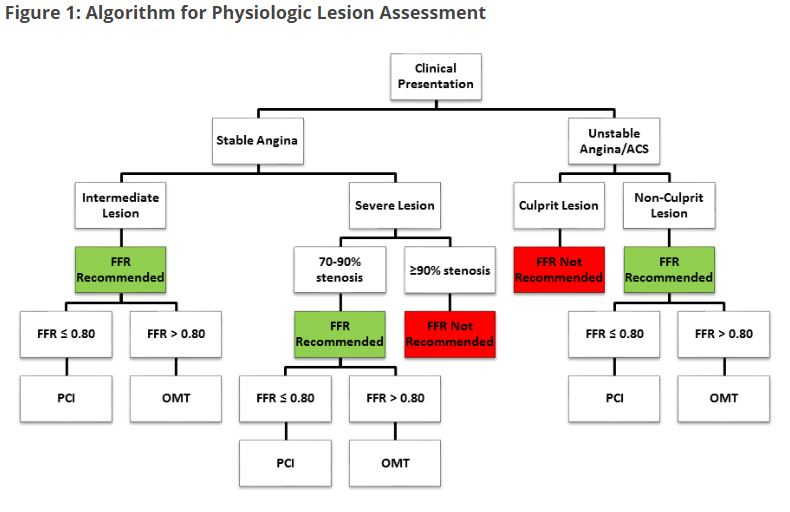 Figure 1: Algorithm for Physiologic Lesion Assessment
Clinical
Presentation
Stable Angina
Unstable
Angina/ACS
Intermediate
Lesion
Severe Lesion
Culprit Lesion
Non-Culprit
Lesion
FFR
Recommended
70-90%
stenosis
≥90% stenosis
FFR Not
Recommended
FFR
Recommended
FFR ≤ 0.80
FFR > 0.80
FFR
Recommended
FFR Not
Recommended
FFR ≤ 0.80
FFR > 0.80
PCI
OMT
FFR ≤ 0.80
FFR > 0.80
PCI
OMT
PCI
OMT